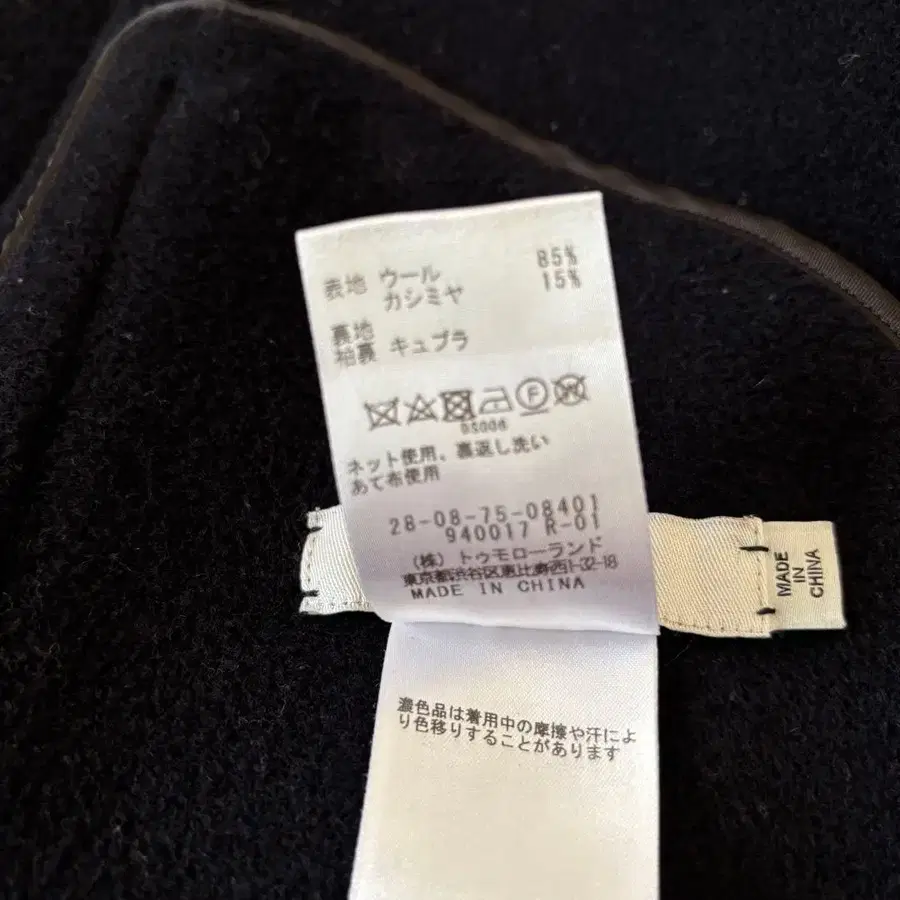 表地 ウール 85%
カシミヤ 15%
裏地
袖裏 キュプラ
F W
DS006
ネット使用、裏返し洗い
あて布使用
28-08-75-08401
940017 R-01
(株) トゥモローランド
東京都渋谷区恵比寿西1-32-18
MADE IN CHINA
MADE
IN
CHINA
濃色品は着用中の摩擦や汗によ
り色移りすることがあります